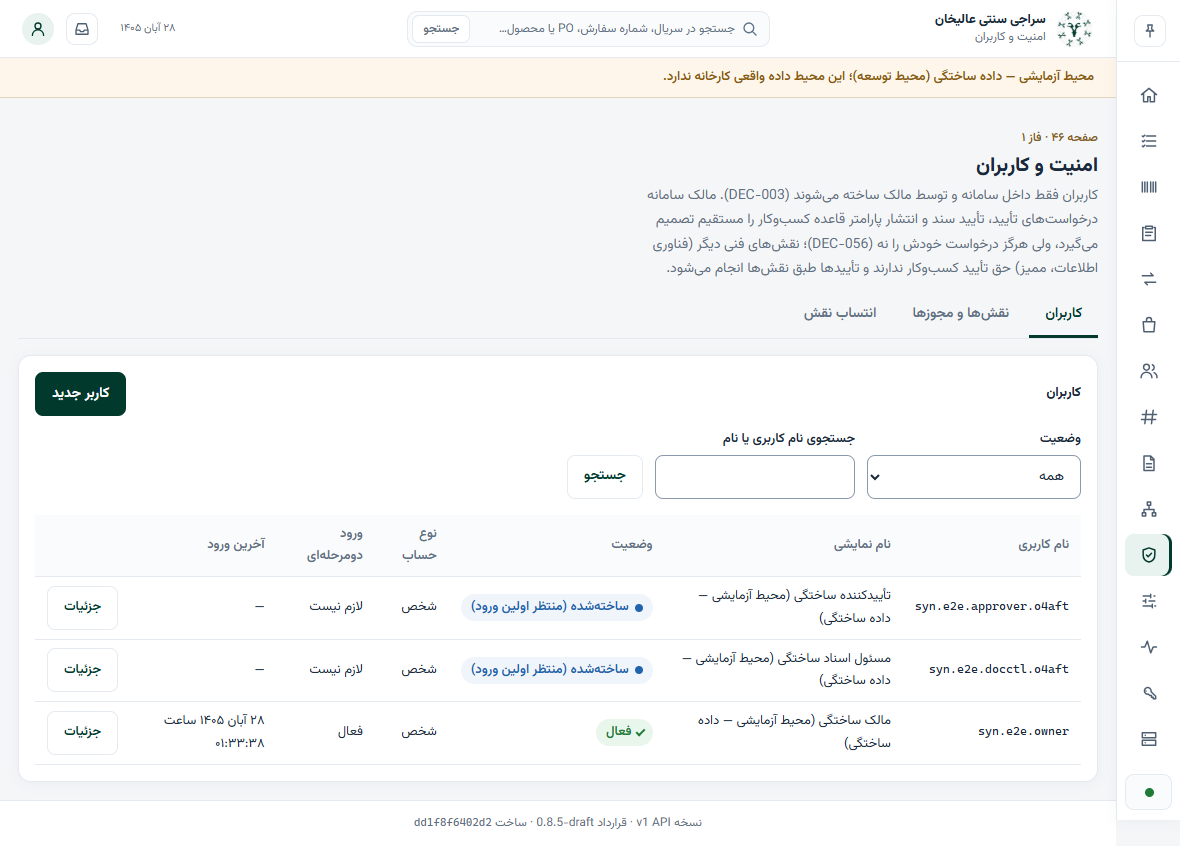 سراجی سنتی عالیخان
امنیت و کاربران
جستجو در سریال، شماره سفارش، PO یا محصول...
جستجو
۲۸ آبان ۱۴۰۵
محیط آزمایشی — داده ساختگی (محیط توسعه)؛ این محیط داده واقعی کارخانه ندارد.
صفحه ۴۶ · فاز ۱
امنیت و کاربران
کاربران فقط داخل سامانه و توسط مالک ساخته می‌شوند (DEC-003). مالک سامانه
درخواست‌های تأیید، تأیید سند و انتشار پارامتر قاعده کسب‌وکار را مستقیم تصمیم
می‌گیرد، ولی هرگز درخواست خودش را نه (DEC-056)؛ نقش‌های فنی دیگر (فناوری
اطلاعات، ممیز) حق تأیید کسب‌وکار ندارند و تأییدها طبق نقش‌ها انجام می‌شود.
کاربران
نقش‌ها و مجوزها
انتساب نقش
کاربران
کاربر جدید
وضعیت
جستجوی نام کاربری یا نام
همه
جستجو
نام کاربری
نام نمایشی
وضعیت
نوع
حساب
ورود
دومرحله‌ای
آخرین ورود
syn.e2e.approver.o4aft
تأییدکننده ساختگی (محیط آزمایشی —
داده ساختگی)
ساخته‌شده (منتظر اولین ورود)
شخص
لازم نیست
—
جزئیات
syn.e2e.docctl.o4aft
مسئول اسناد ساختگی (محیط آزمایشی —
داده ساختگی)
ساخته‌شده (منتظر اولین ورود)
شخص
لازم نیست
—
جزئیات
syn.e2e.owner
مالک ساختگی (محیط آزمایشی — داده
ساختگی)
فعال
شخص
فعال
۲۸ آبان ۱۴۰۵ ساعت
۰۱:۳۳:۳۸
جزئیات
نسخه API v1 · قرارداد 0.8.5-draft · ساخت dd1f8f6402d2